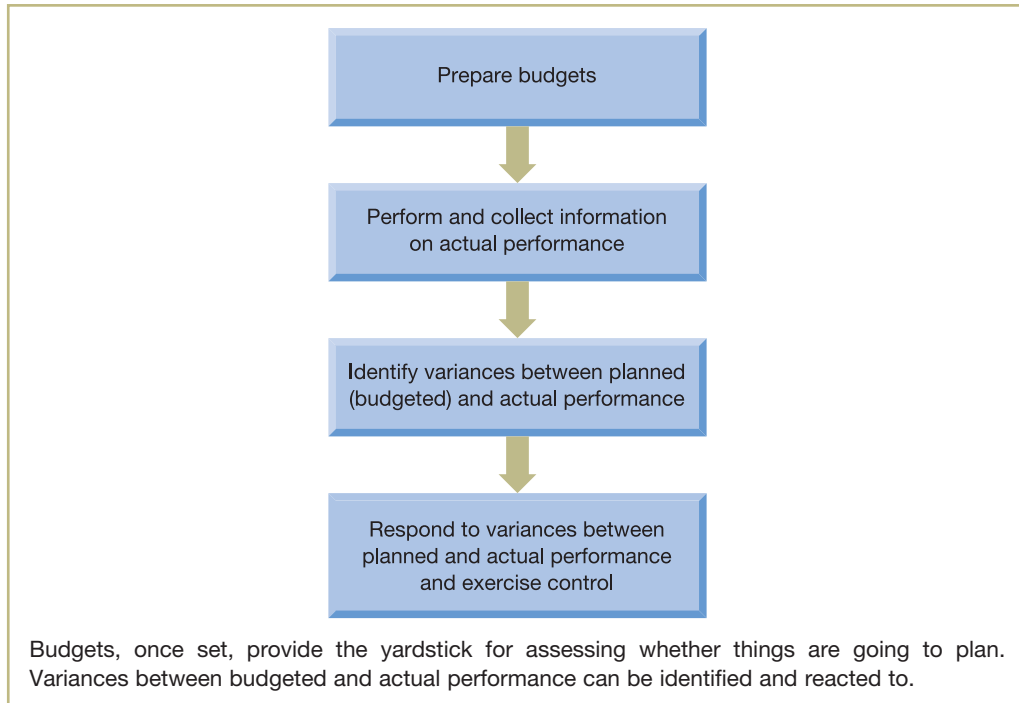 Prepare budgets
Perform and collect information
on actual performance
Identify variances between planned
(budgeted) and actual performance
Respond to variances between
planned and actual performance
and exercise control
Budgets, once set, provide the yardstick for assessing whether things are going to plan.
Variances between budgeted and actual performance can be identified and reacted to.